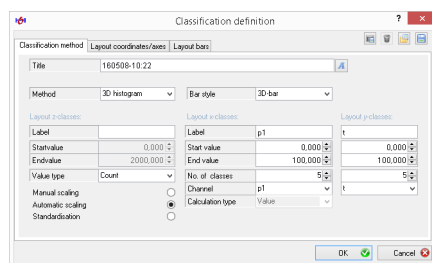 Classification definition
Classification method Layout coordinates/axes Layout bars
Title 160508-10:22
Method 3D histogram Bar style 3D-bar
Layout z-classes: Layout x-classes: Layout y-classes:
Label Label p1 t
Startvalue 0,000 Start value 0,000 0,000
Endvalue 2000,000 End value 100,000 100,000
Value type Count No. of classes 5 5
Manual scaling Channel p1 t
Automatic scaling Calculation type Value
Standardisation
OK Cancel